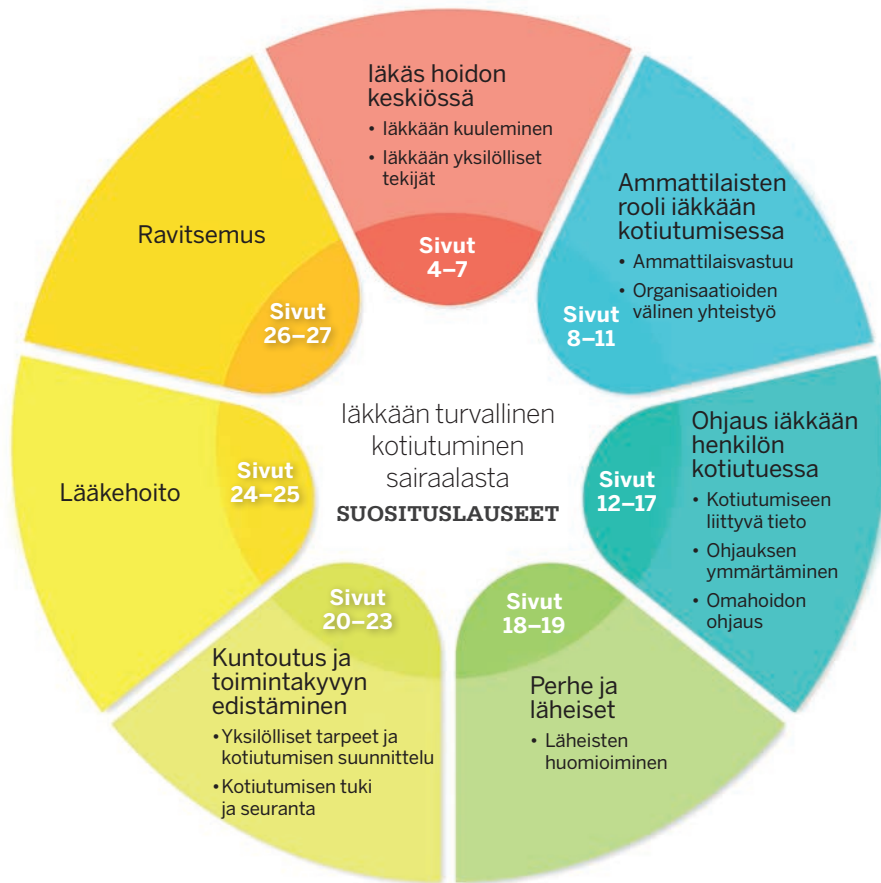 Iäkäs hoidon
keskiössä
• Iäkkään kuuleminen
• Iäkkään yksilölliset
tekijät
Sivut
4–7
Ammattilaisten
rooli iäkkään
kotiutumisessa
• Ammattilaisvastuu
• Organisaatioiden
välinen yhteistyö
Sivut
8–11
Ohjaus iäkkään
henkilön
kotiutuessa
• Kotiutumiseen
liittyvä tieto
• Ohjauksen
ymmärtäminen
• Omahoidon
ohjaus
Sivut
12–17
Perhe ja
läheiset
• Läheisten
huomioiminen
Sivut
18–19
Kuntoutus ja
toimintakyvyn
edistäminen
• Yksilölliset tarpeet ja
kotiutumisen suunnittelu
• Kotiutumisen tuki
ja seuranta
Sivut
20–23
Lääkehoito
Sivut
24–25
Ravitsemus
Sivut
26–27
Iäkkään turvallinen
kotiutuminen
sairaalasta
SUOSITUSLAUSEET